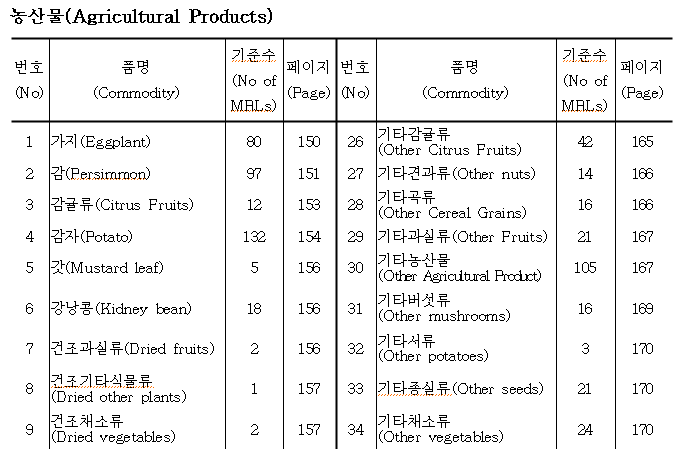 농산물(Agricultural Products)
번호 (No) 품명 (Commodity) 기준수 (No of MRLs) 페이지 (Page) 번호 (No) 품명 (Commodity) 기준수 (No of MRLs) 페이지 (Page)
1 가지(Eggplant) 80 150 26 기타감귤류 (Other Citrus Fruits) 42 165
2 감(Persimmon) 97 151 27 기타견과류(Other nuts) 14 166
3 감귤류(Citrus Fruits) 12 153 28 기타곡류 (Other Cereal Grains) 16 166
4 감자(Potato) 132 154 29 기타과실류(Other Fruits) 21 167
5 갓(Mustard leaf) 5 156 30 기타농산물 (Other Agricultural Product) 105 167
6 강낭콩(Kidney bean) 18 156 31 기타버섯류 (Other mushrooms) 16 169
7 건조과실류(Dried fruits) 2 156 32 기타서류 (Other potatoes) 3 170
8 건조기타식물류 (Dried other plants) 1 157 33 기타종실류(Other seeds) 21 170
9 건조채소류 (Dried vegetables) 2 157 34 기타채소류 (Other vegetables) 24 170